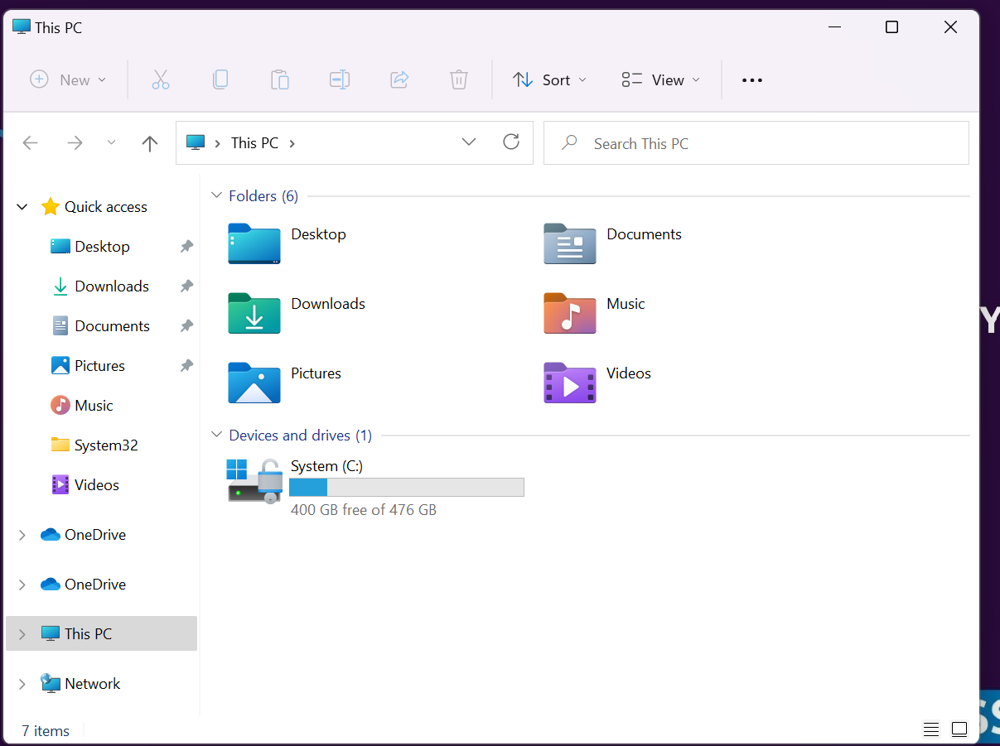 This PC
New
Sort
View
This PC
Search This PC
Quick access
Desktop
Downloads
Documents
Pictures
Music
System32
Videos
OneDrive
OneDrive
This PC
Network
Folders (6)
Desktop
Documents
Downloads
Music
Pictures
Videos
Devices and drives (1)
System (C:)
400 GB free of 476 GB
7 items
Y